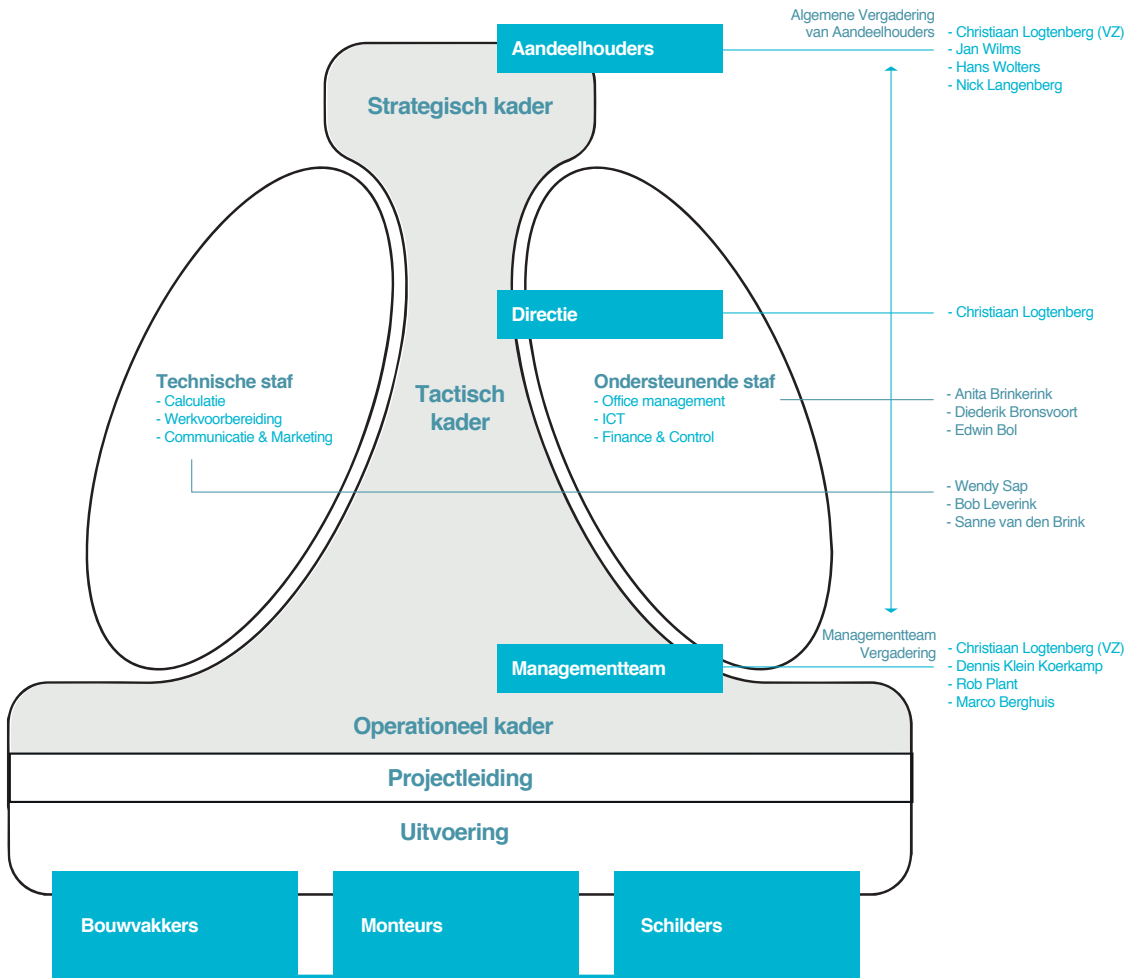 Algemene Vergadering
van Aandeelhouders
Aandeelhouders
- Christiaan Logtenberg (VZ)
- Jan Wilms
- Hans Wolters
- Nick Langenberg
Strategisch kader
Directie
- Christiaan Logtenberg
Technische staf
- Calculatie
- Werkvoorbereiding
- Communicatie & Marketing
Tactisch
kader
Ondersteunende staf
- Office management
- ICT
- Finance & Control
- Anita Brinkerink
- Diederik Bronsvoort
- Edwin Bol
- Wendy Sap
- Bob Leverink
- Sanne van den Brink
Managementteam
Vergadering
Managementteam
- Christiaan Logtenberg (VZ)
- Dennis Klein Koerkamp
- Rob Plant
- Marco Berghuis
Operationeel kader
Projectleiding
Uitvoering
Bouwvakkers
Monteurs
Schilders